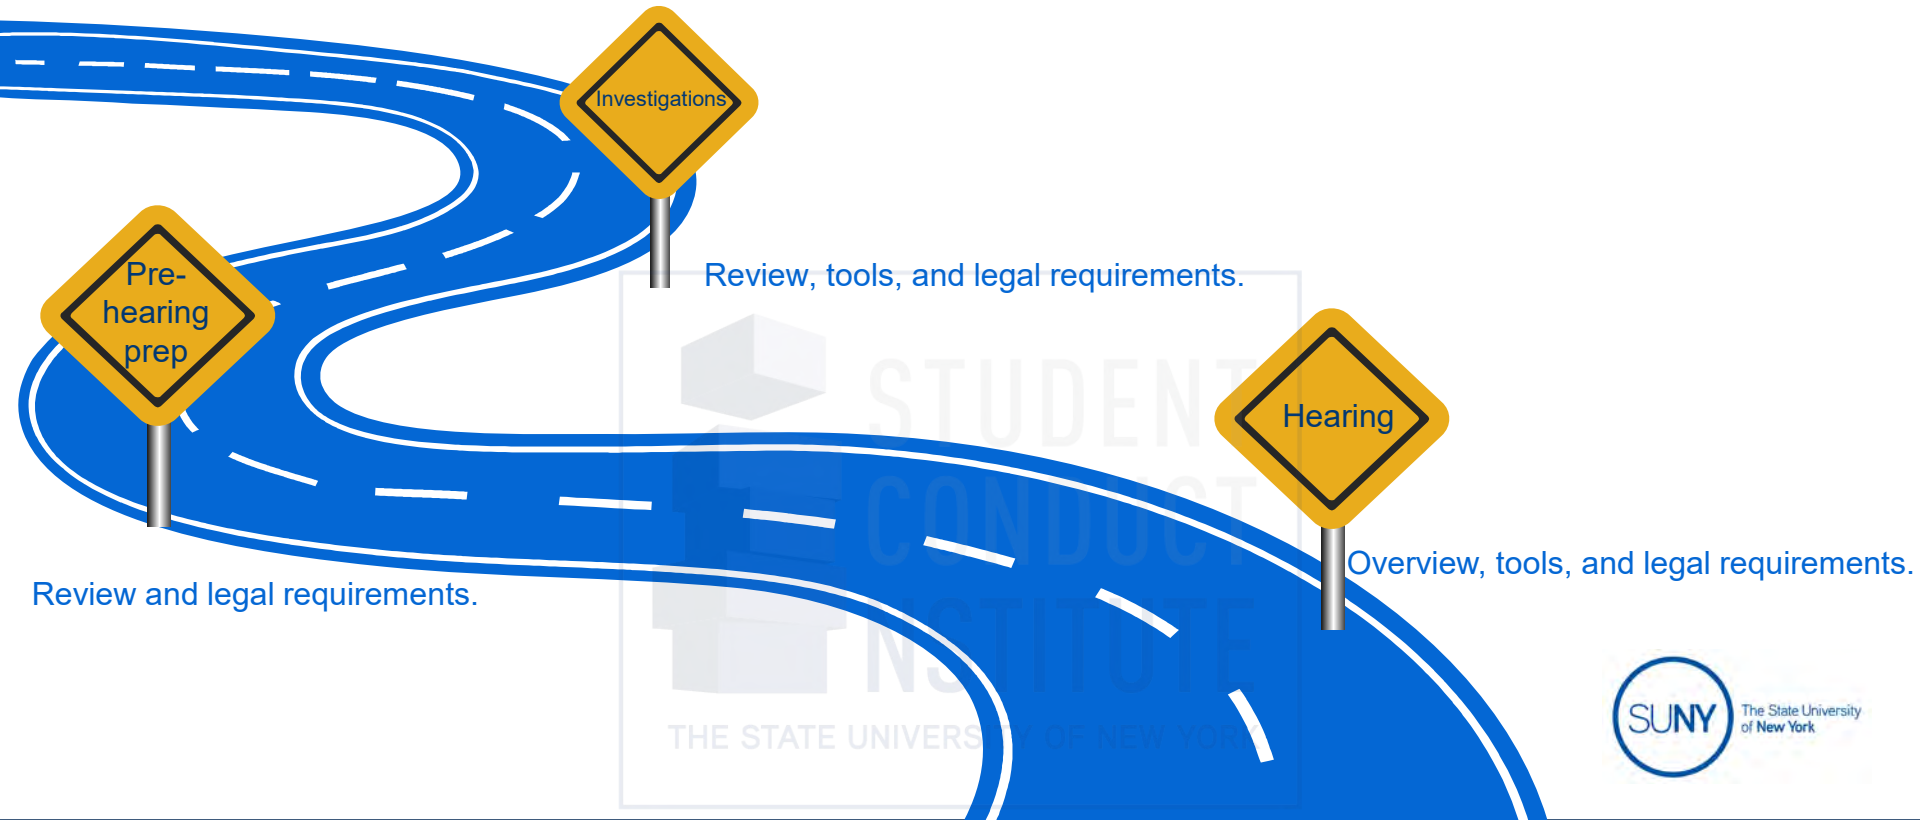 Investigations
Review, tools, and legal requirements.
Pre-
hearing
prep
Review and legal requirements.
Hearing
Overview, tools, and legal requirements.
STUDENT
CONDUCT
INSTITUTE
THE STATE UNIVERSITY OF NEW YORK
SUNY
The State University
of New York